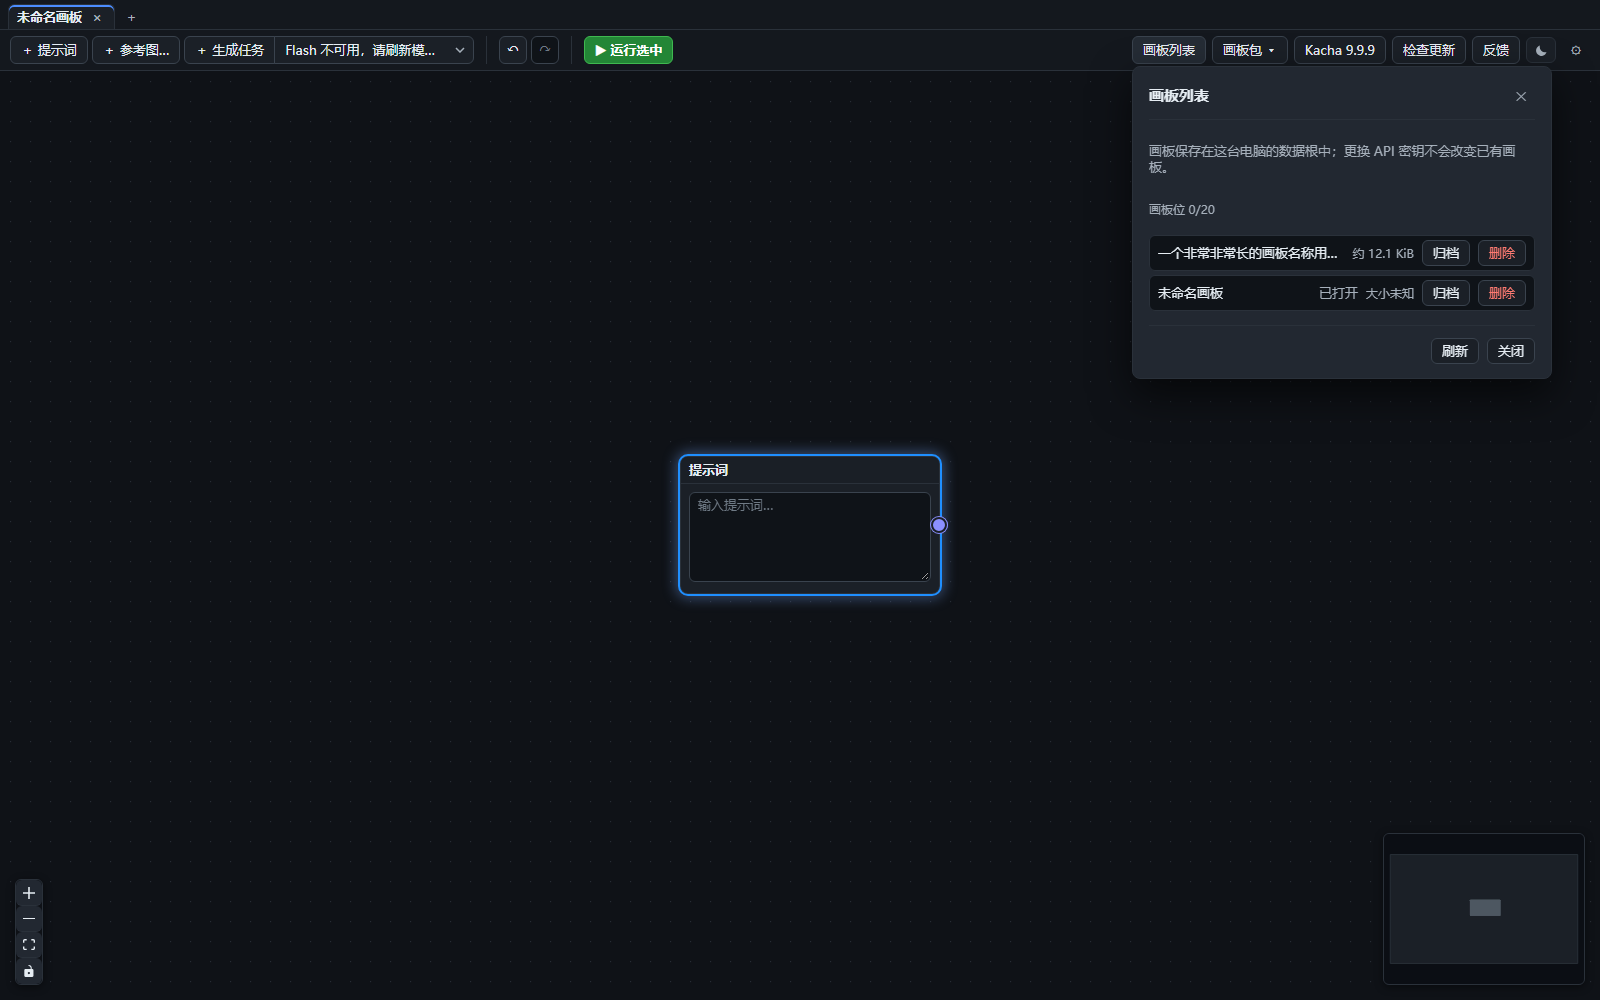 未命名画板 × +
+ 提示词 + 参考图... + 生成任务 Flash 不可用，请刷新模... ▶ 运行选中 画板列表 画板包 Kacha 9.9.9 检查更新 反馈
画板列表
画板保存在这台电脑的数据根中；更换 API 密钥不会改变已有画
板。
画板位 0/20
一个非常非常长的画板名称用... 约 12.1 KiB 归档 删除
未命名画板 已打开 大小未知 归档 删除
刷新 关闭
提示词
输入提示词...